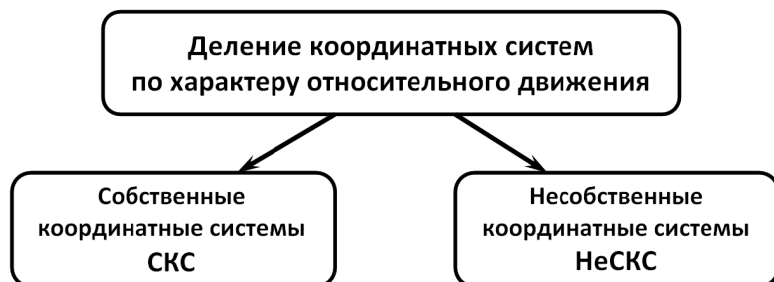 Деление координатных систем
по характеру относительного движения
Собственные
координатные системы
СКС
Несобственные
координатные системы
НеСКС